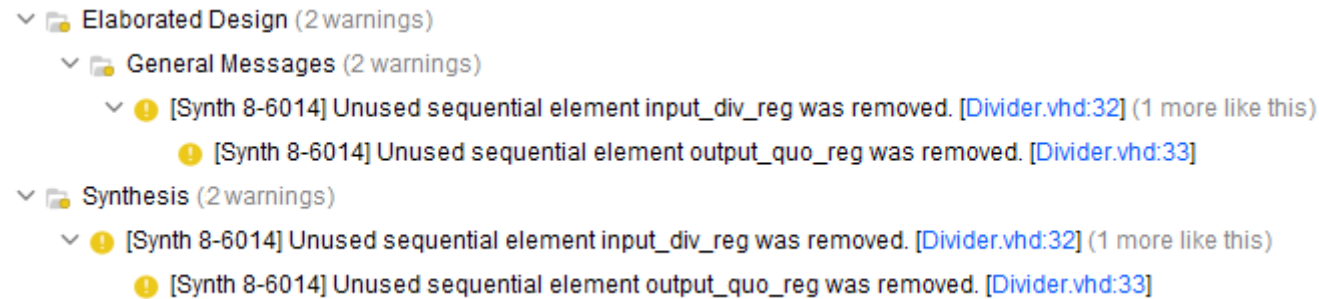 Elaborated Design (2 warnings)
General Messages (2 warnings)
[Synth 8-6014] Unused sequential element input_div_reg was removed. [Divider.vhd:32] (1 more like this)
[Synth 8-6014] Unused sequential element output_quo_reg was removed. [Divider.vhd:33]
Synthesis (2 warnings)
[Synth 8-6014] Unused sequential element input_div_reg was removed. [Divider.vhd:32] (1 more like this)
[Synth 8-6014] Unused sequential element output_quo_reg was removed. [Divider.vhd:33]